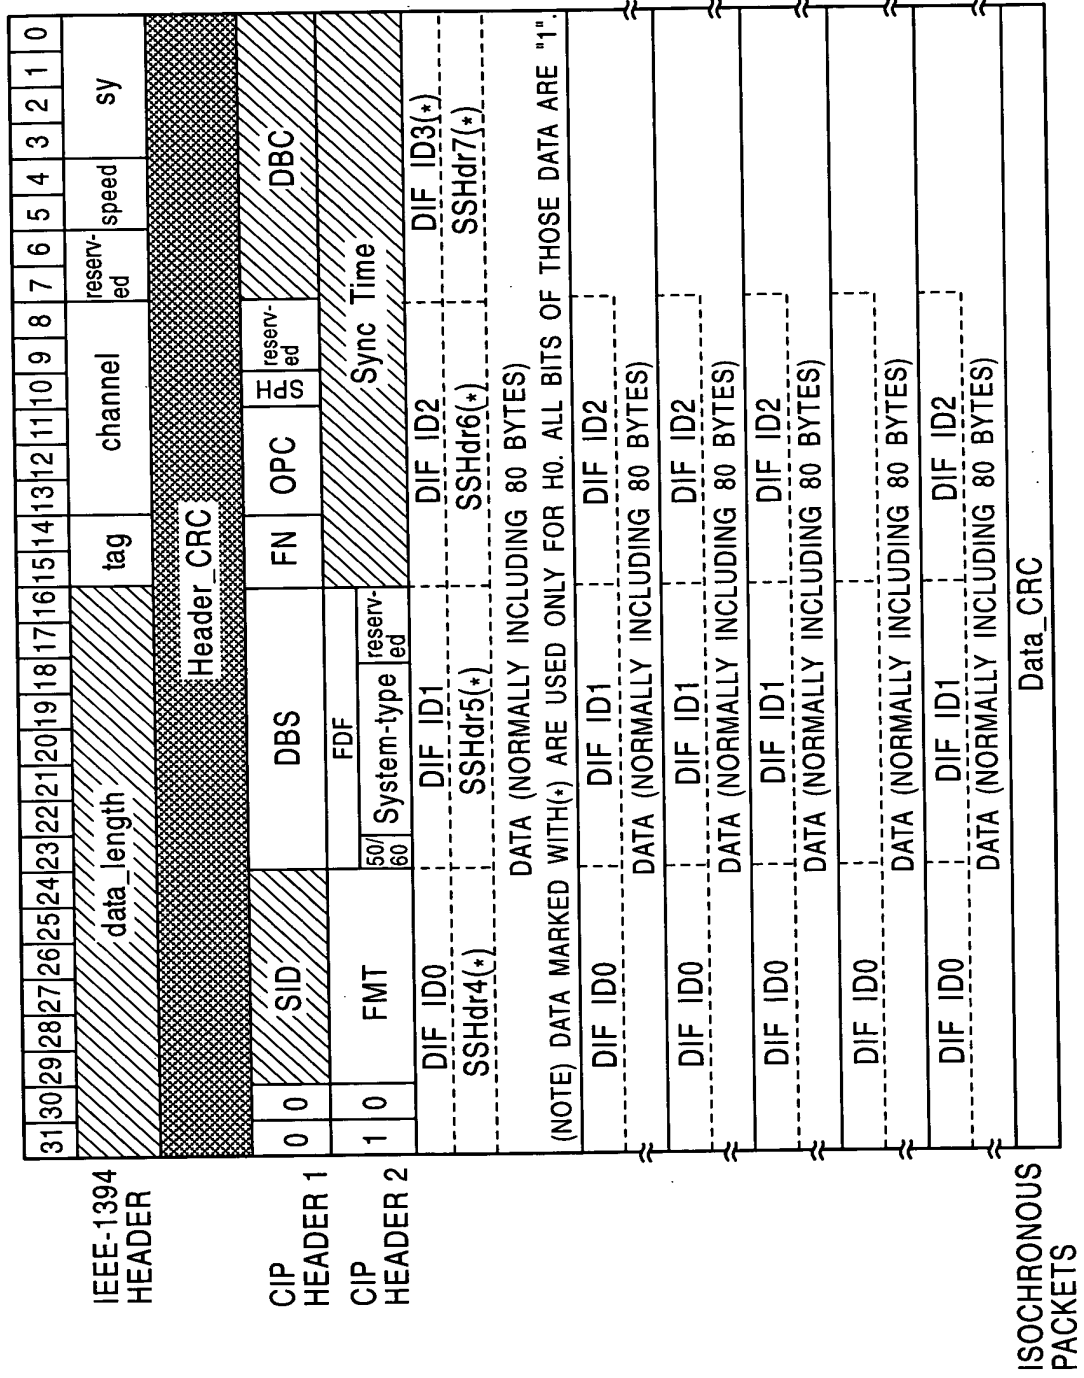 31 30 29 28 27 26 25 24 23 22 21 20 19 18 17 16 15 14 13 12 11 10 9 8 7 6 5 4 3 2 1 0
IEEE-1394
HEADER
data_length
tag
channel
reserv-
ed
speed
sy
Header_CRC
CIP
HEADER 1
0 0
SID
DBS
FN
QPC
SPH
reserv-
ed
DBC
CIP
HEADER 2
1 0
FMT
FDF
50/
60
System-type
reserv-
ed
Sync Time
DIF ID0 DIF ID1 DIF ID2 DIF ID3(*)
SSHdr4(*) SSHdr5(*) SSHdr6(*) SSHdr7(*)
DATA (NORMALLY INCLUDING 80 BYTES)
(NOTE) DATA MARKED WITH(*) ARE USED ONLY FOR H0. ALL BITS OF THOSE DATA ARE "1".
DIF ID0 DIF ID1 DIF ID2
DATA (NORMALLY INCLUDING 80 BYTES)
DIF ID0 DIF ID1 DIF ID2
DATA (NORMALLY INCLUDING 80 BYTES)
DIF ID0 DIF ID1 DIF ID2
DATA (NORMALLY INCLUDING 80 BYTES)
DIF ID0
DATA (NORMALLY INCLUDING 80 BYTES)
DIF ID0 DIF ID1 DIF ID2
DATA (NORMALLY INCLUDING 80 BYTES)
Data_CRC
ISOCHRONOUS
PACKETS